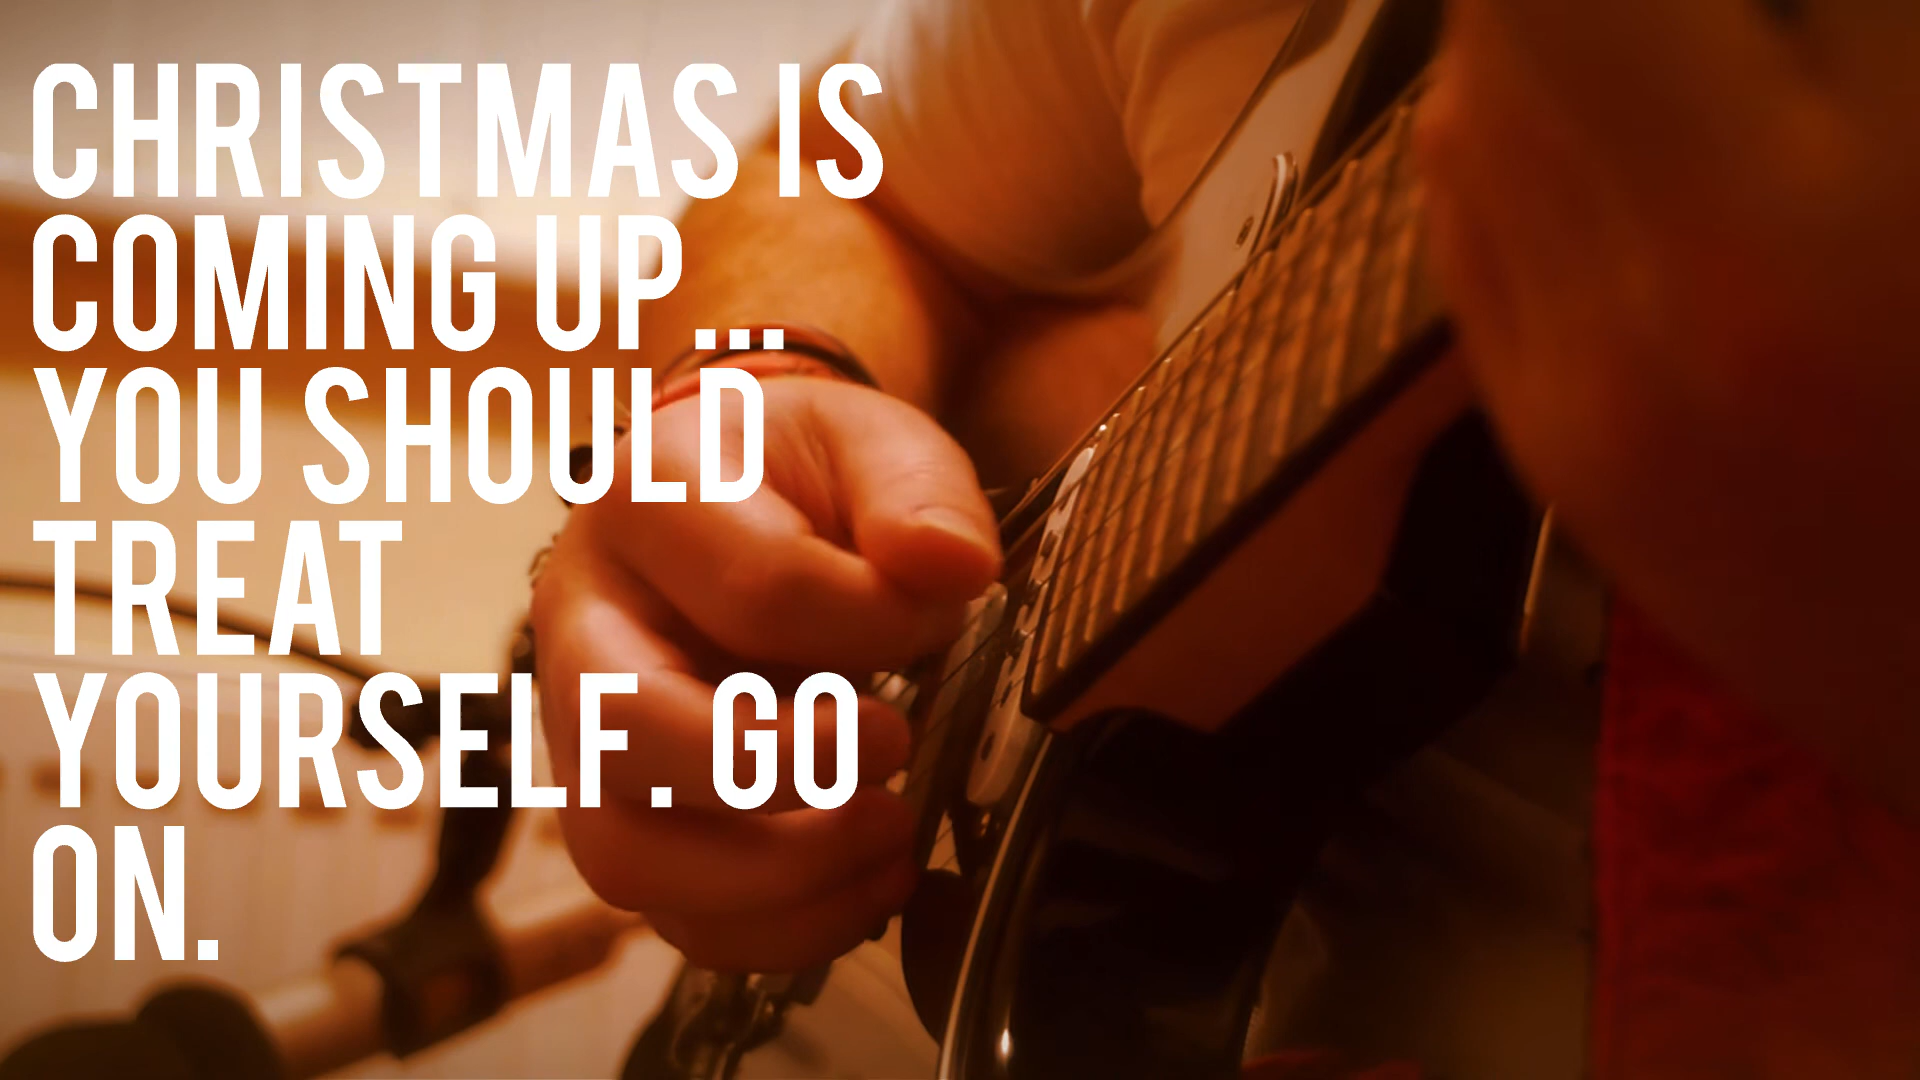 CHRISTMAS IS
COMING UP...
YOU SHOULD
TREAT
YOURSELF. GO
ON.